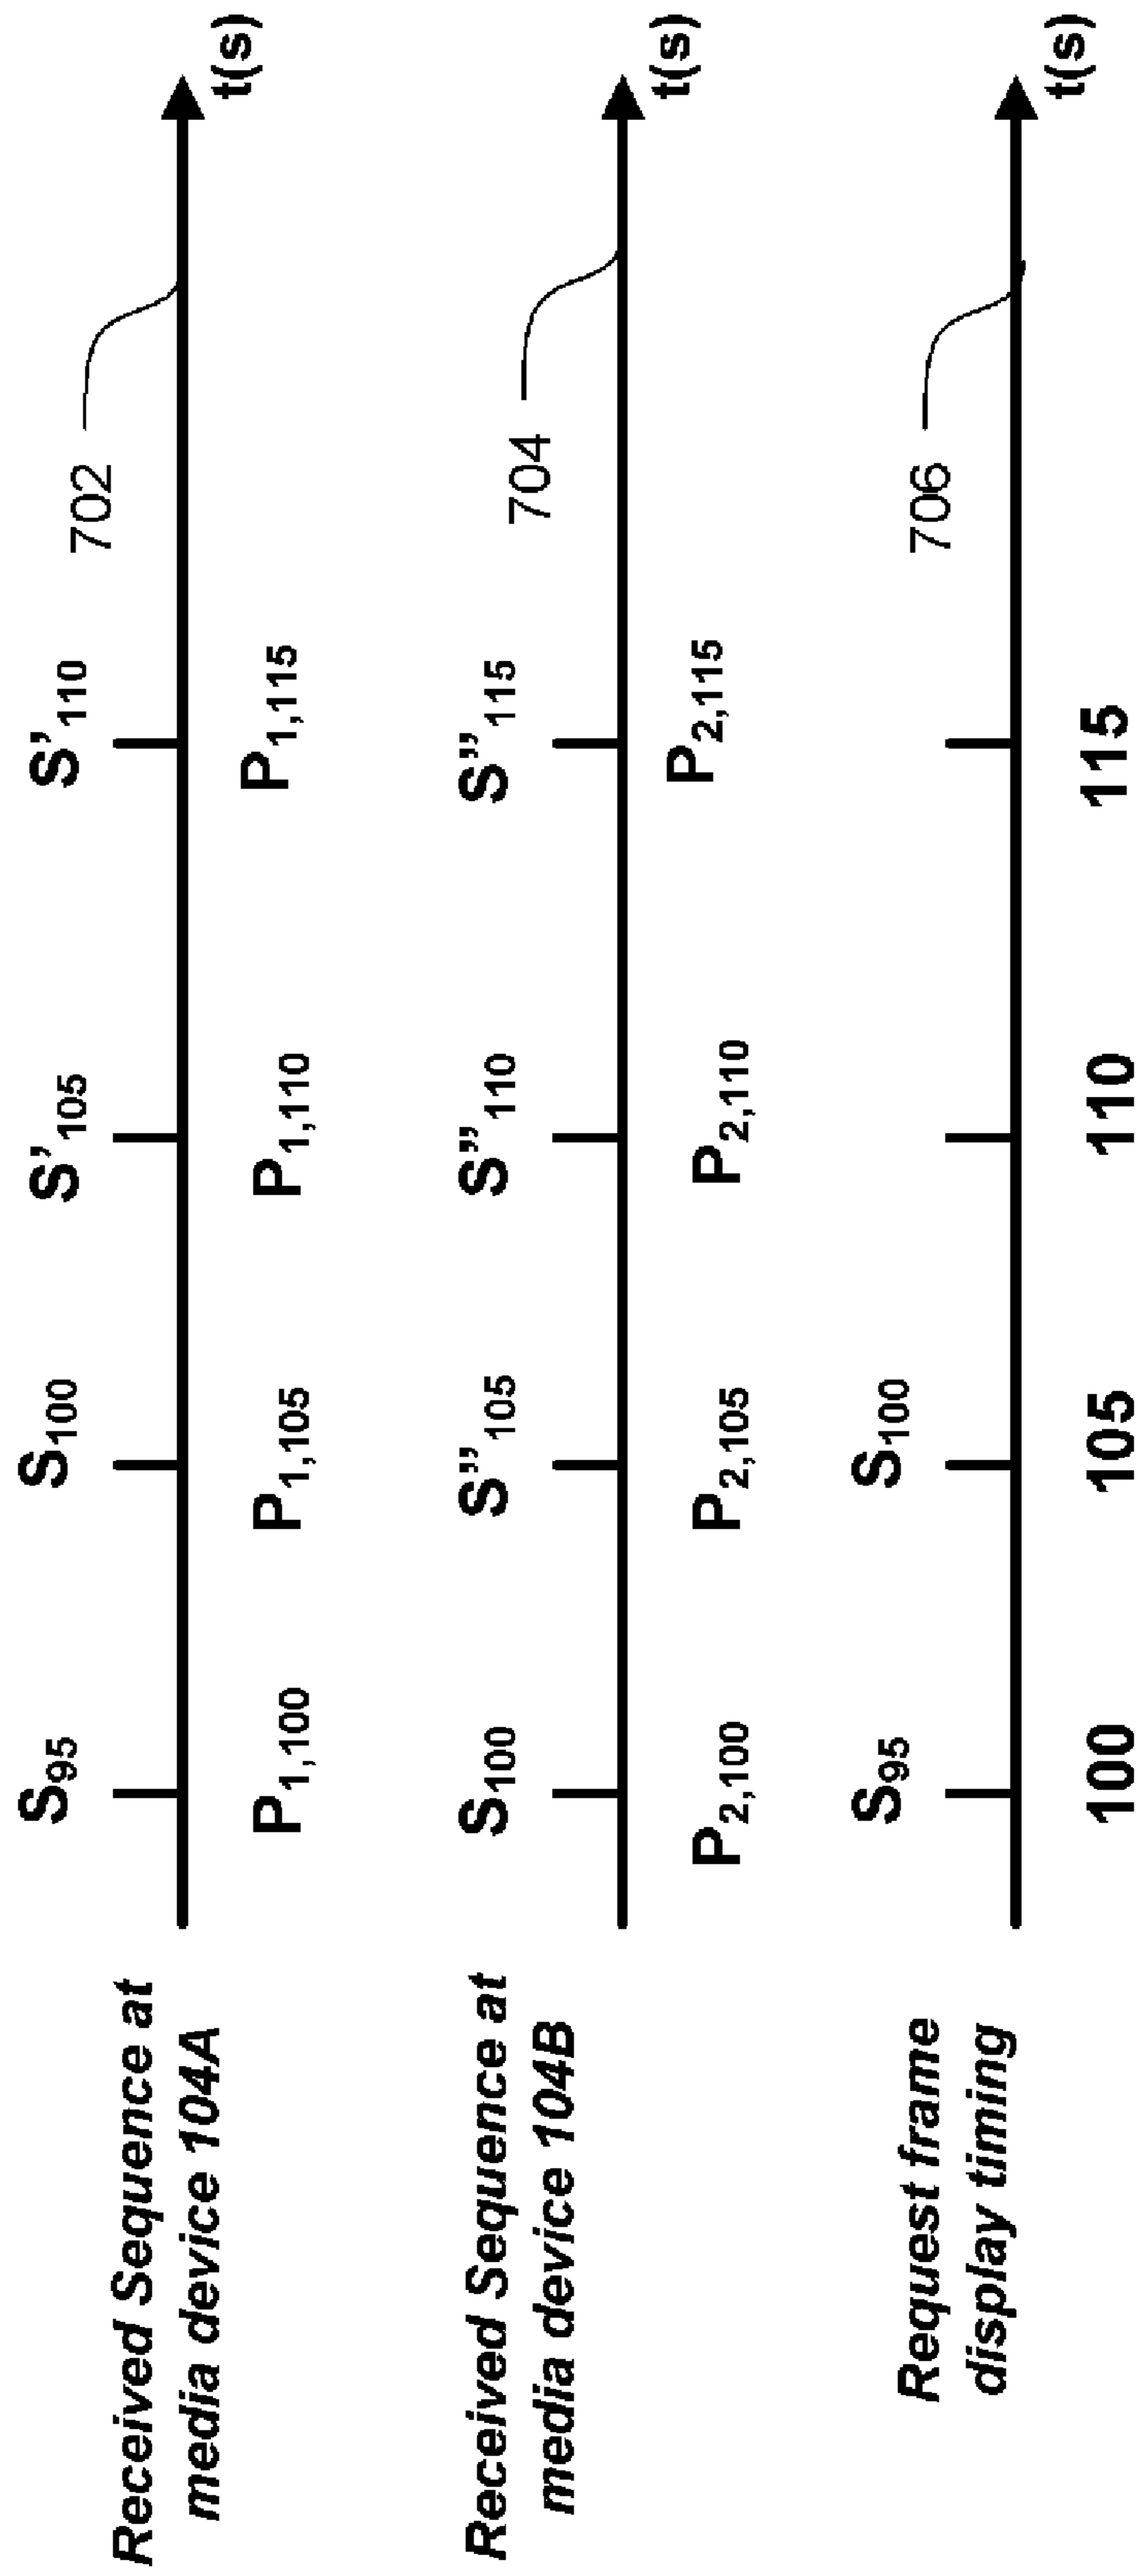 Received Sequence at
media device 104A
S95 S100 S'105 S'110
P1,100 P1,105 P1,110 P1,115
702
t(s)
Received Sequence at
media device 104B
S100 S"105 S"110 S"115
P2,100 P2,105 P2,110 P2,115
704
t(s)
Request frame
display timing
S95 S100
706
t(s)
100 105 110 115